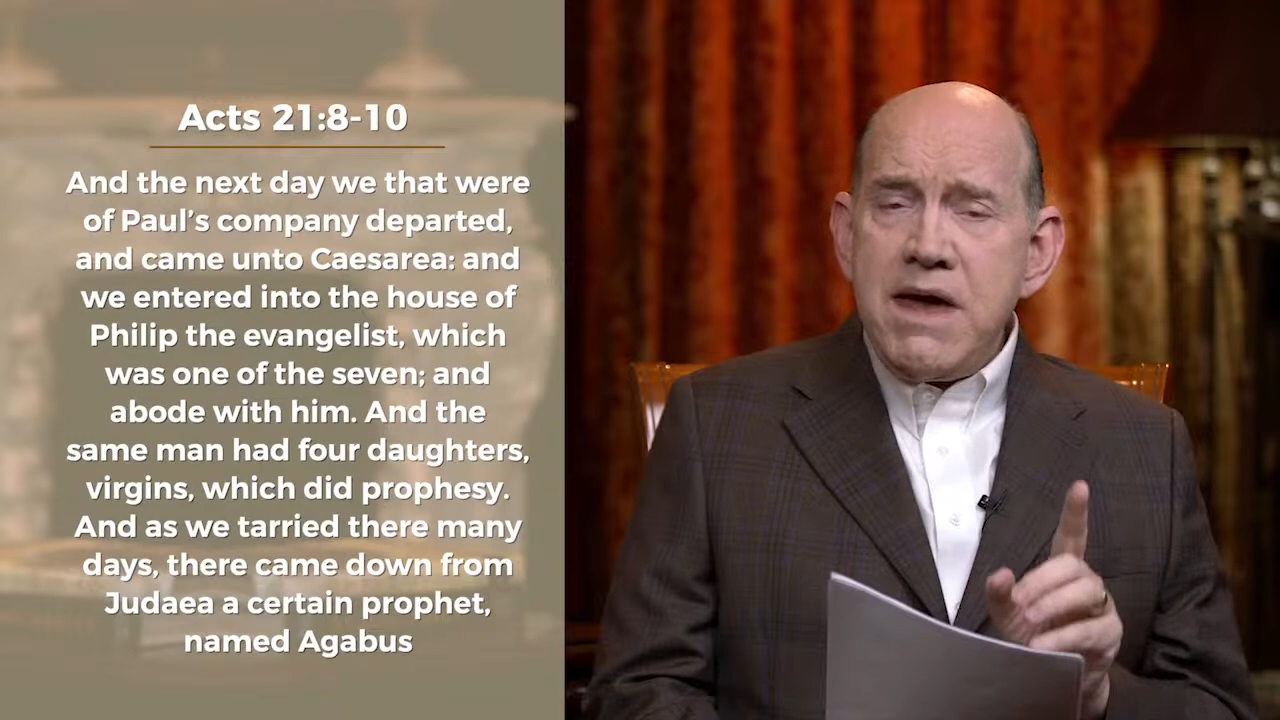 Acts 21:8-10
And the next day we that were
of Paul's company departed,
and came unto Caesarea: and
we entered into the house of
Philip the evangelist, which
was one of the seven; and
abode with him. And the
same man had four daughters,
virgins, which did prophesy.
And as we tarried there many
days, there came down from
Judaea a certain prophet,
named Agabus